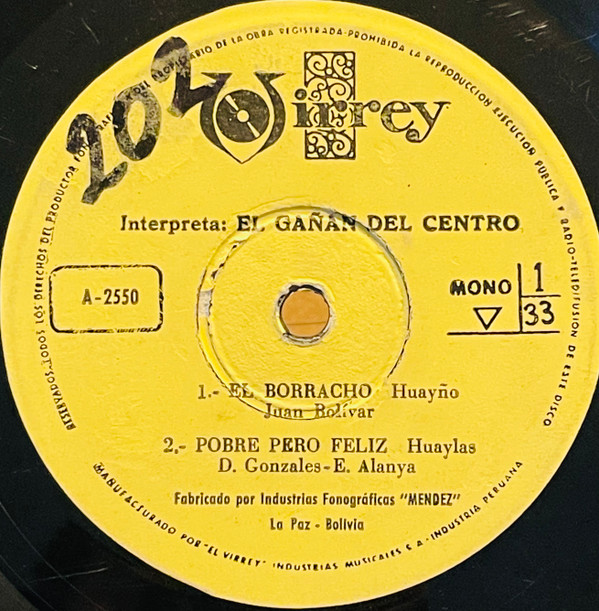 RESERVADOS TODOS LOS DERECHOS DEL PRODUCTOR DEL PROPIETARIO DE LA OBRA REGISTRADA-PROHIBIDA LA REPRODUCCION EJECUCION PUBLICA Y RADIO-TELEDIFUSION DE ESTE DISCO
202
Virrey
Interpreta: EL GAÑAN DEL CENTRO
A-2550
MONO 1
33
1.- EL BORRACHO Huayño
Juan Bolívar
2,- POBRE PERO FELIZ Huaylas
D. Gonzales-E. Alanya
Fabricado por Industrias Fonográficas "MENDEZ"
La Paz - Bolivia
MANUFACTURADO POR "EL VIRREY" INDUSTRIAS MUSICALES S A - INDUSTRIA PERUANA